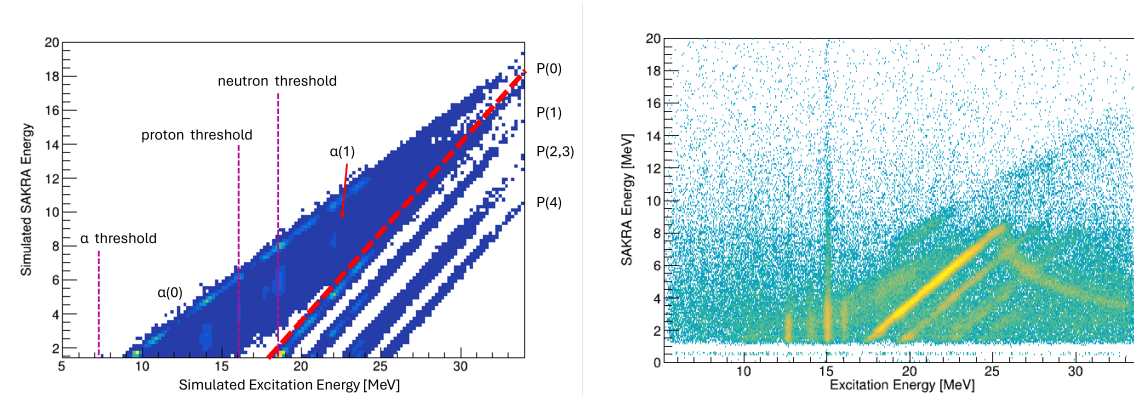 20
18
16
14
12
10
8
6
4
2
5
10
15
20
25
30
Simulated SAKRA Energy
Simulated Excitation Energy [MeV]
neutron threshold
proton threshold
α threshold
α(0)
α(1)
P(0)
P(1)
P(2,3)
P(4)
20
18
16
14
12
10
8
6
4
2
0
10
15
20
25
30
SAKRA Energy [MeV]
Excitation Energy [MeV]